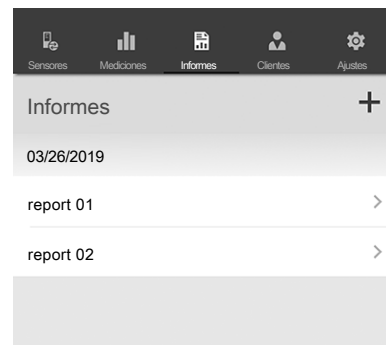 Sensores Mediciones Informes Clientes Ajustes
Informes +
03/26/2019
report 01
report 02